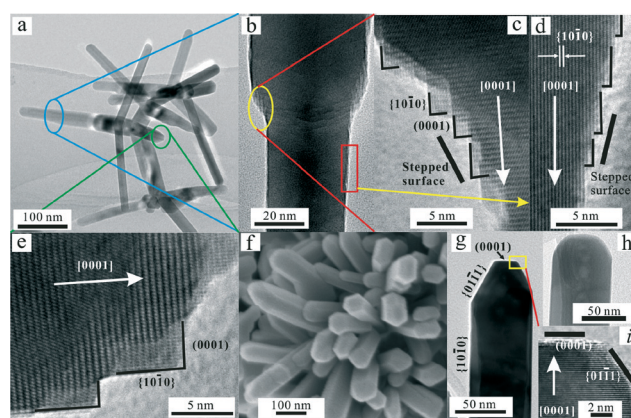 a
100 nm
b
20 nm
c
{101̄0}
(0001)
[0001]
Stepped surface
5 nm
d
{101̄0}
[0001]
Stepped surface
5 nm
e
[0001]
(0001)
{101̄0}
5 nm
f
100 nm
g
(0001)
{011̄1}
{101̄0}
50 nm
h
50 nm
i
(0001)
{011̄1}
[0001]
2 nm